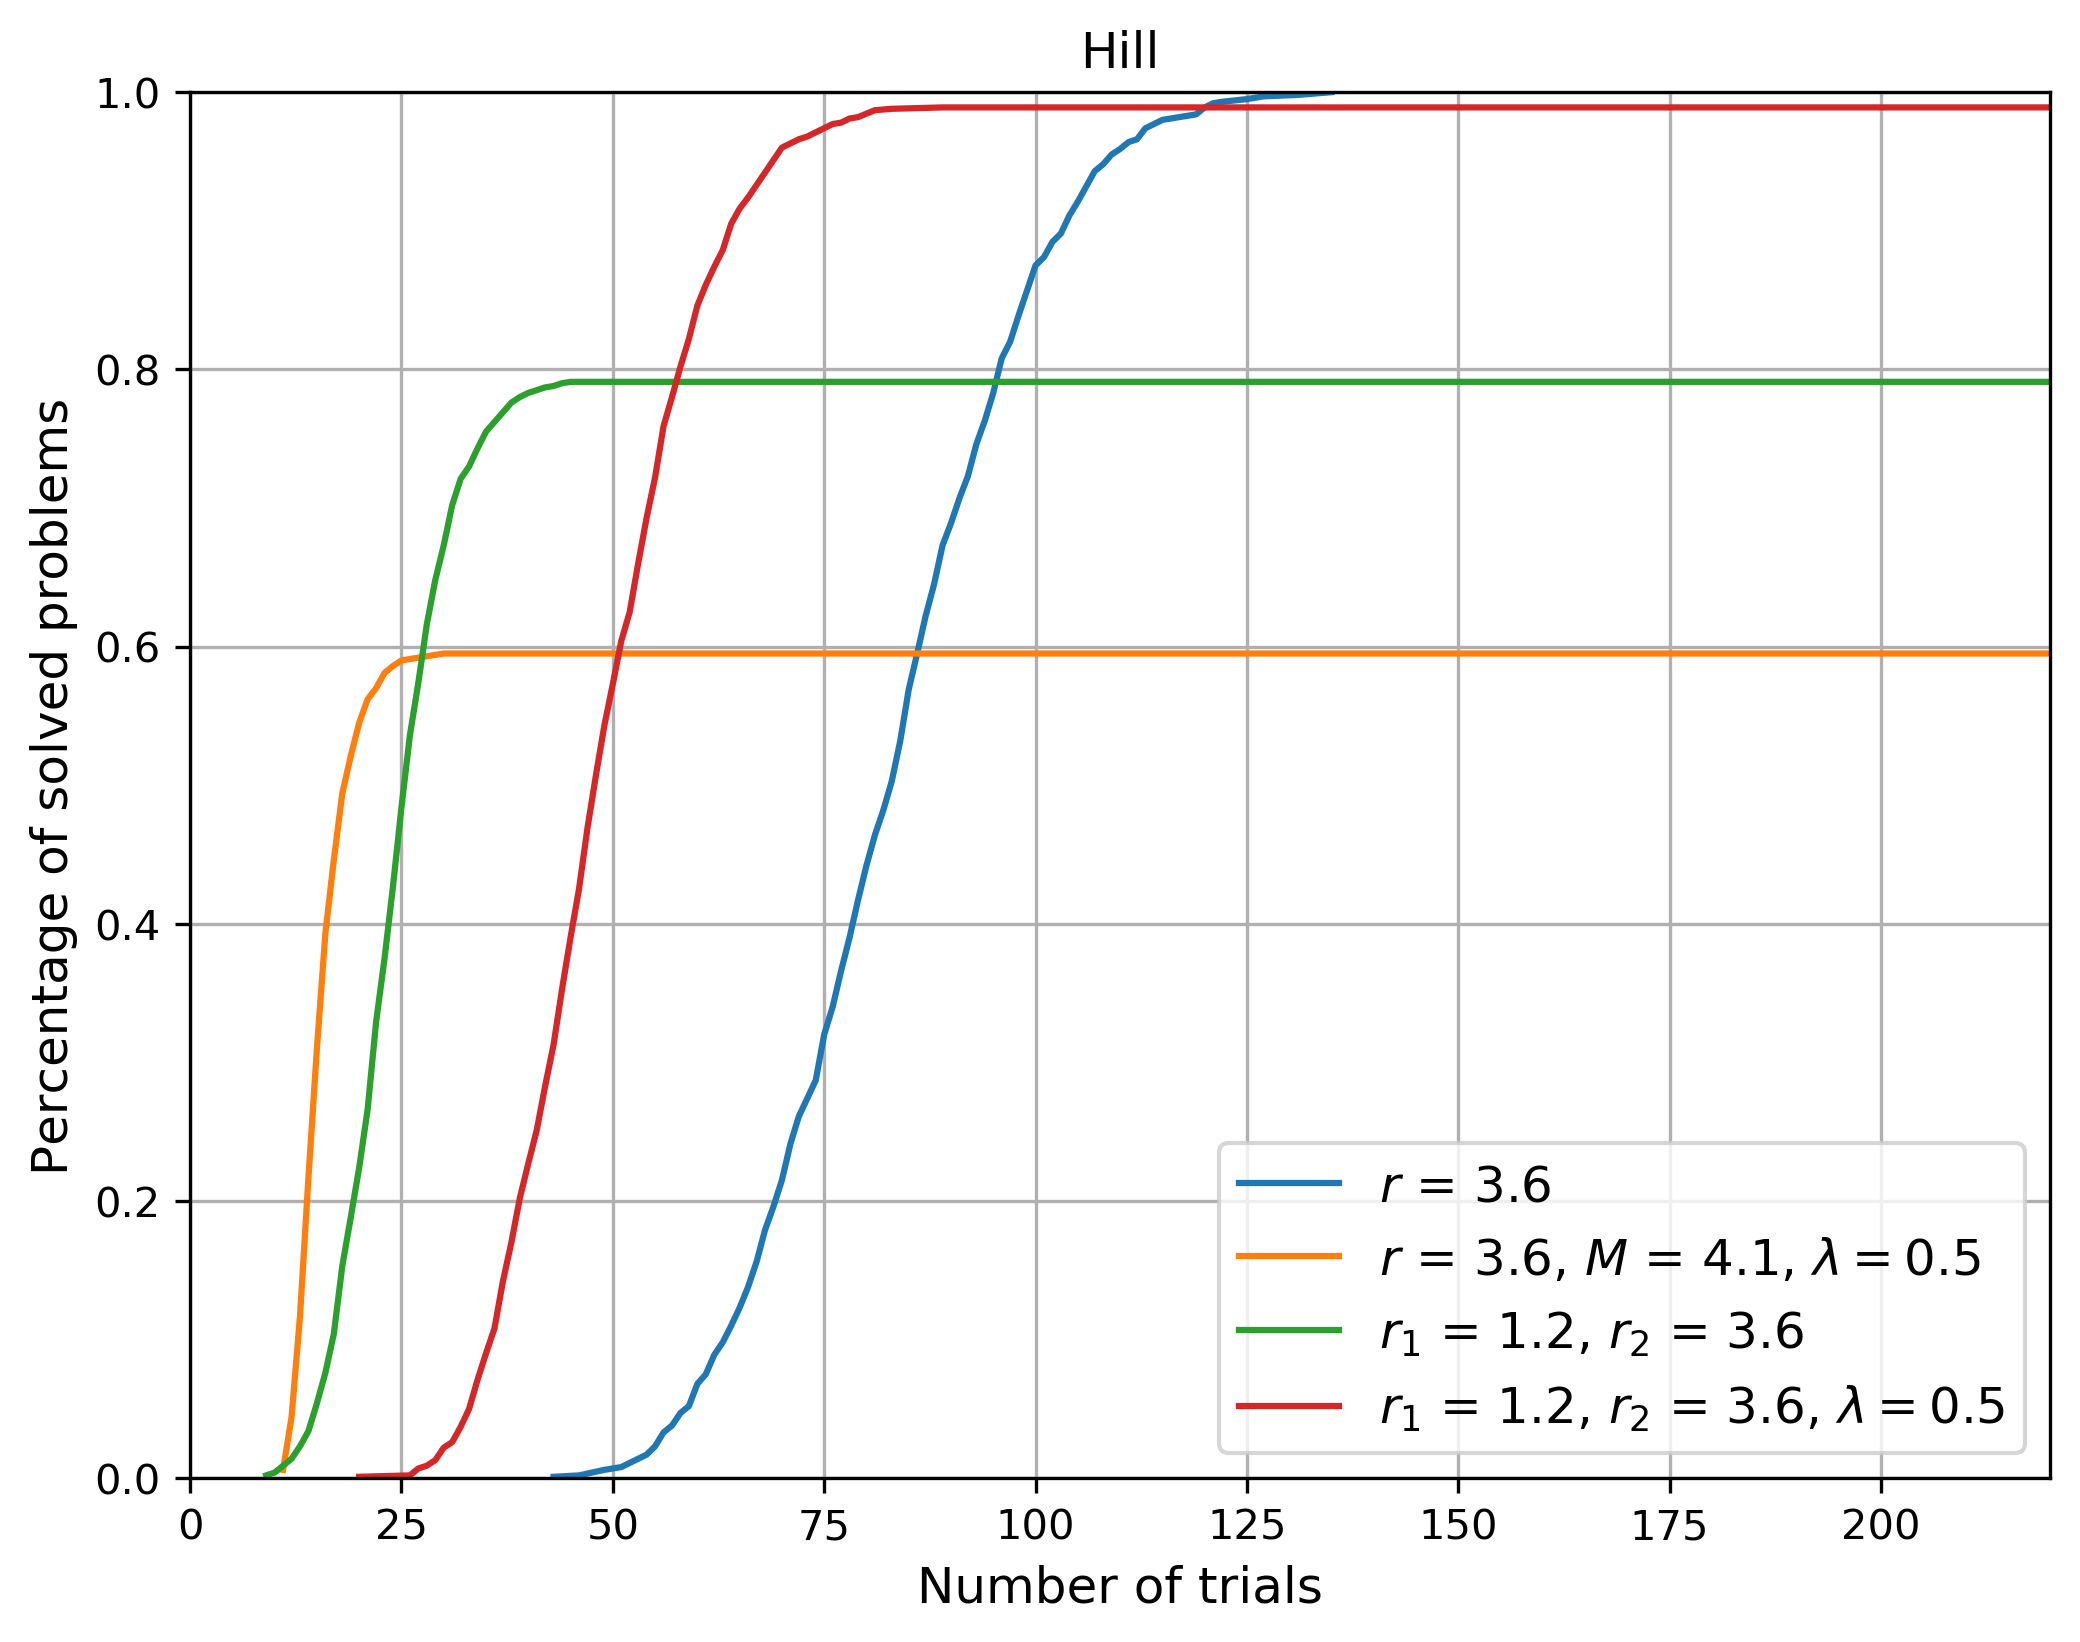 Hill
1.0
0.8
0.6
0.4
0.2
0.0
Percentage of solved problems
0 25 50 75 100 125 150 175 200
Number of trials
r = 3.6
r = 3.6, M = 4.1, λ = 0.5
r₁ = 1.2, r₂ = 3.6
r₁ = 1.2, r₂ = 3.6, λ = 0.5